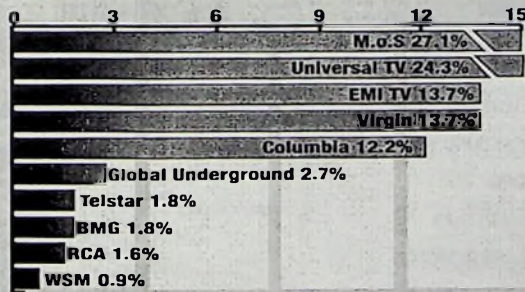 0 3 6 9 12 15
M.o.S 27.1%
Universal TV 24.3%
EMI TV 13.7%
Virgin 13.7%
Columbia 12.2%
Global Underground 2.7%
Telstar 1.8%
BMG 1.8%
RCA 1.6%
WSM 0.9%